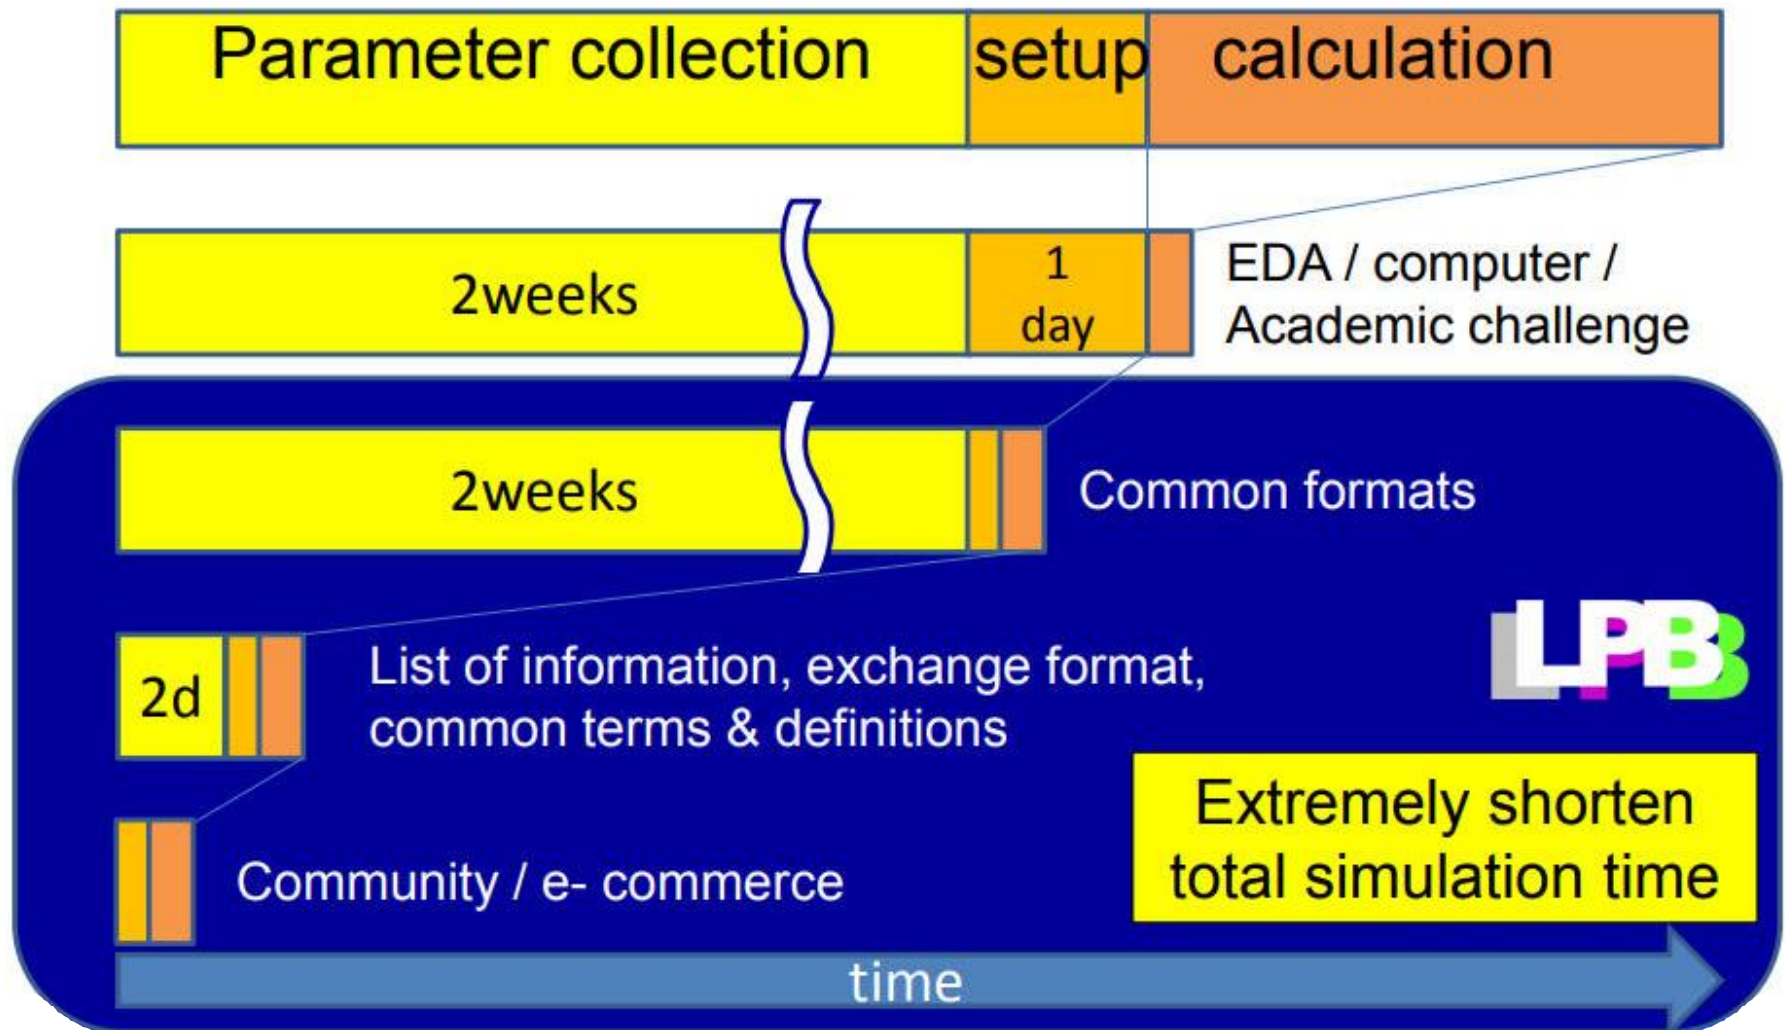 Parameter collection
setup
calculation
2weeks
1
day
EDA / computer /
Academic challenge
2weeks
Common formats
2d
List of information, exchange format,
common terms & definitions
LPB
Extremely shorten
total simulation time
Community / e- commerce
time